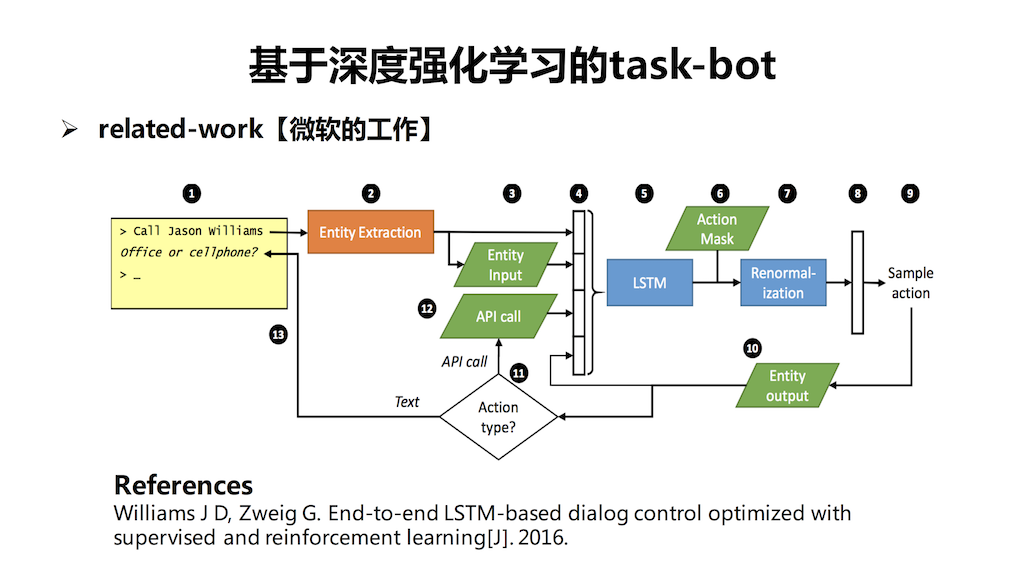 基于深度强化学习的task-bot
➢ related-work【微软的工作】
1
2
3
4
5
6
7
8
9
> Call Jason Williams
Office or cellphone?
> …
Entity Extraction
Entity
Input
Action
Mask
LSTM
Renormal-
ization
Sample
action
12
API call
13
10
Entity
output
API call
11
Text
Action
type?
References
Williams J D, Zweig G. End-to-end LSTM-based dialog control optimized with
supervised and reinforcement learning[J]. 2016.